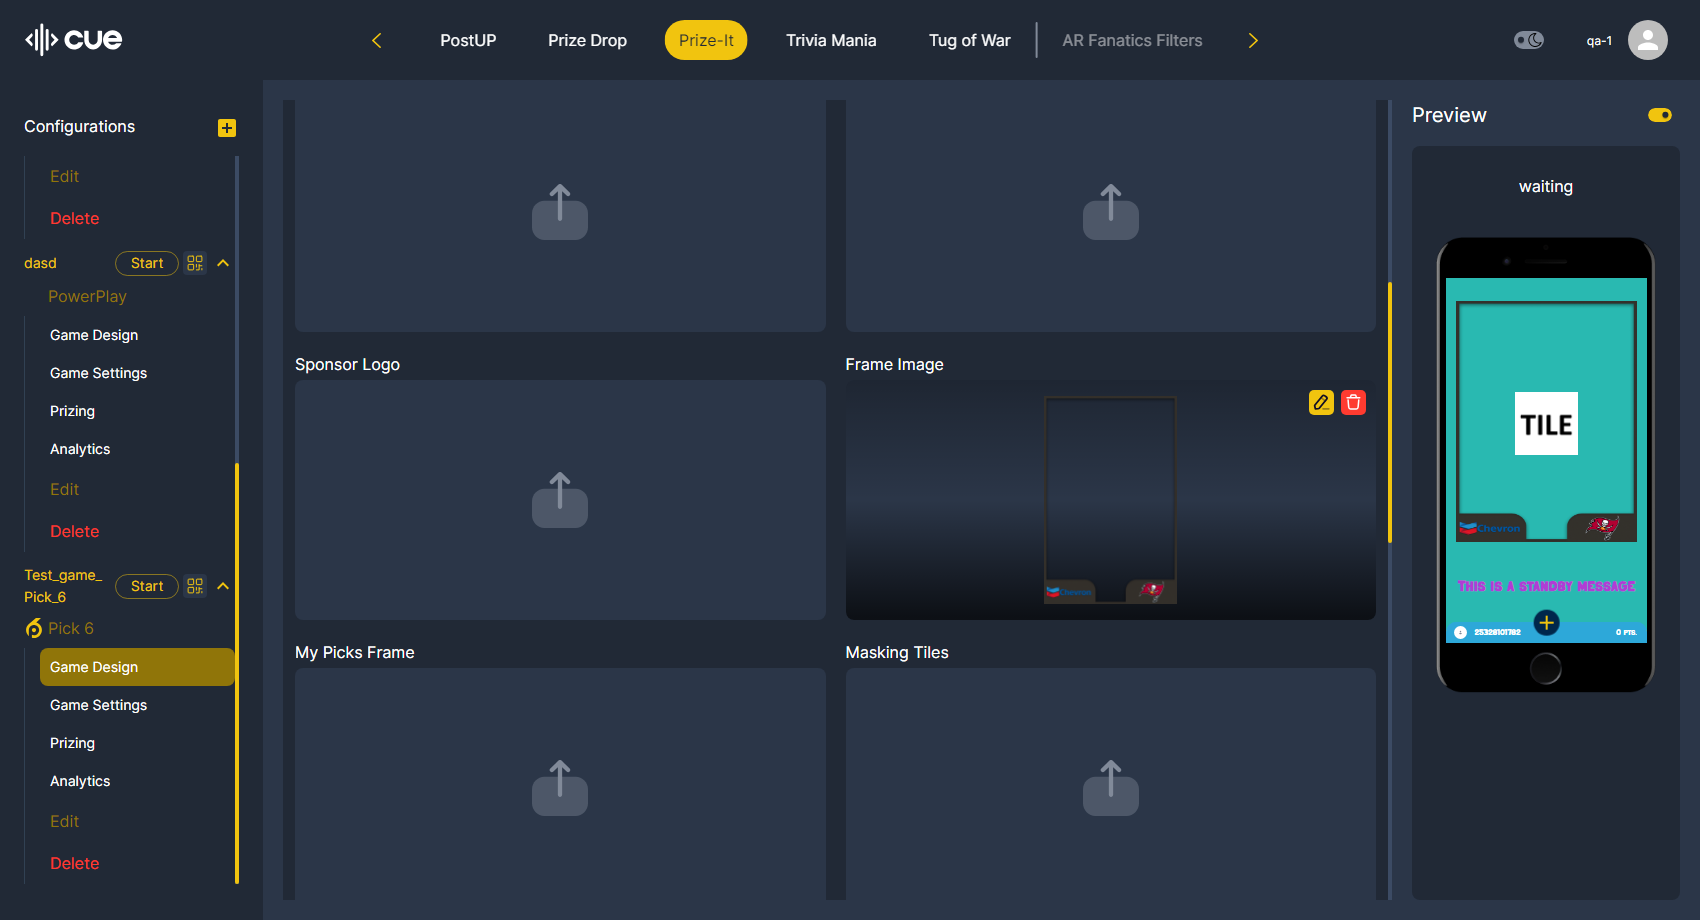 cue
PostUP
Prize Drop
Prize-It
Trivia Mania
Tug of War
AR Fanatics Filters
qa-1
Configurations
Edit
Delete
dasd
Start
PowerPlay
Game Design
Game Settings
Prizing
Analytics
Edit
Delete
Test_game_
Pick_6
Start
Pick 6
Game Design
Game Settings
Prizing
Analytics
Edit
Delete
Sponsor Logo
Frame Image
Chevron
My Picks Frame
Masking Tiles
Preview
waiting
TILE
Chevron
THIS IS A STANDBY MESSAGE
0 PTS.